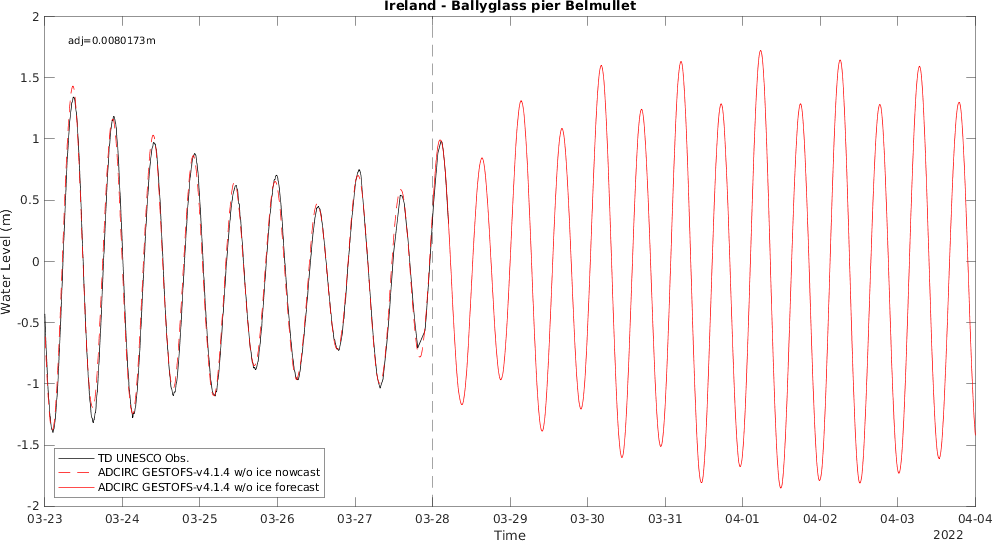 Ireland - Ballyglass pier Belmullet
adj=0.0080173m
2
1.5
1
0.5
0
-0.5
-1
-1.5
-2
Water Level (m)
TD UNESCO Obs.
ADCIRC GESTOFS-v4.1.4 w/o ice nowcast
ADCIRC GESTOFS-v4.1.4 w/o ice forecast
03-23 03-24 03-25 03-26 03-27 03-28 03-29 03-30 03-31 04-01 04-02 04-03 04-04
Time
2022